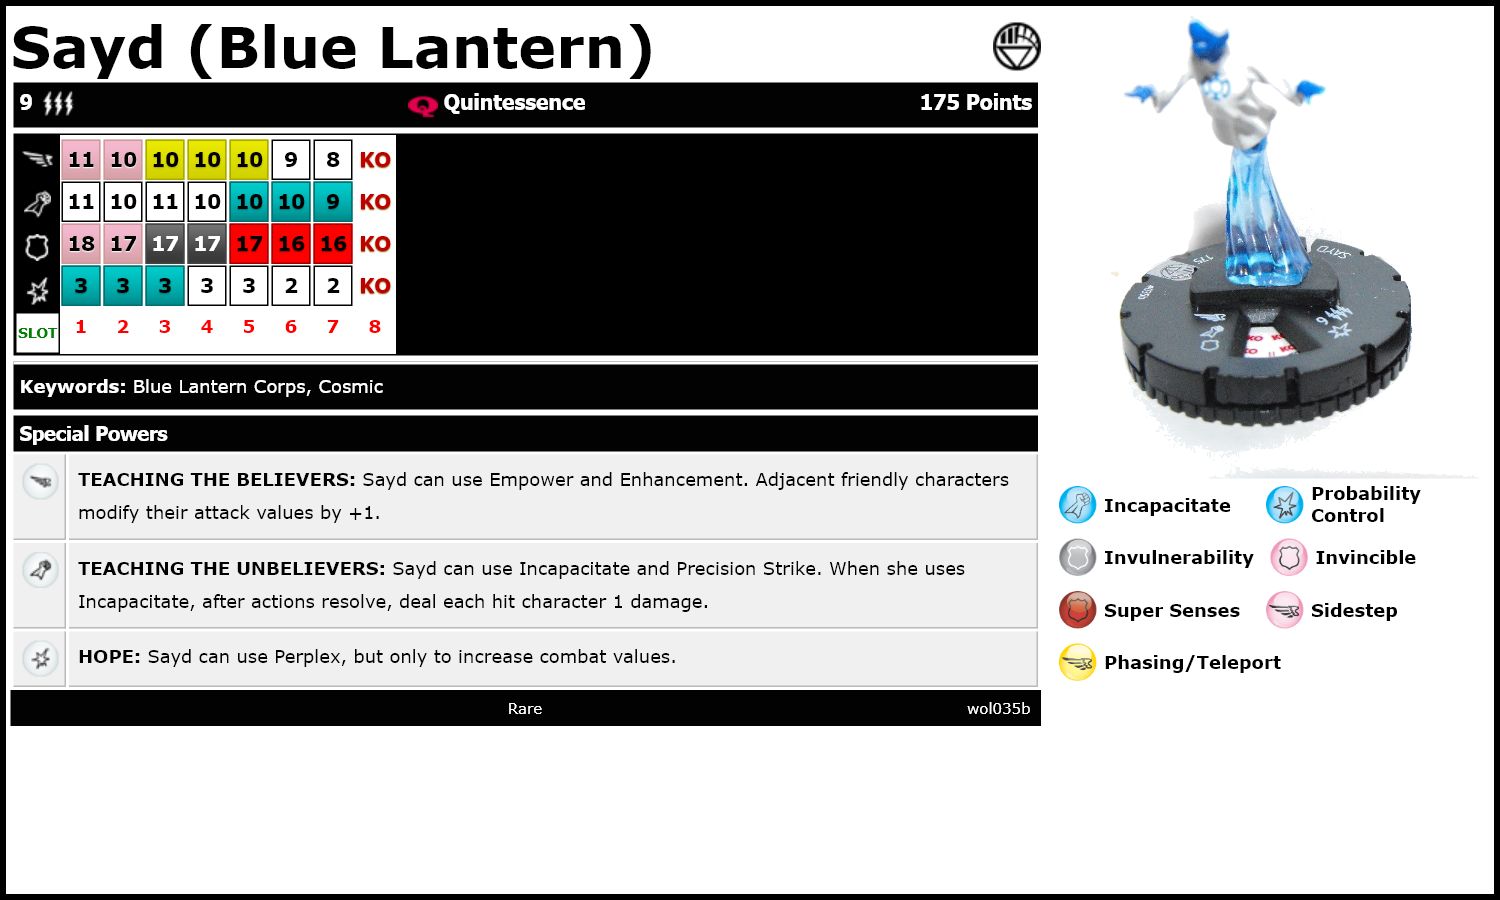 Sayd (Blue Lantern)
9 Quintessence 175 Points
11 10 10 10 10 9 8 KO
11 10 11 10 10 10 9 KO
18 17 17 17 17 16 16 KO
3 3 3 3 3 2 2 KO
SLOT 1 2 3 4 5 6 7 8
Keywords: Blue Lantern Corps, Cosmic
Special Powers
TEACHING THE BELIEVERS: Sayd can use Empower and Enhancement. Adjacent friendly characters
modify their attack values by +1.
TEACHING THE UNBELIEVERS: Sayd can use Incapacitate and Precision Strike. When she uses
Incapacitate, after actions resolve, deal each hit character 1 damage.
HOPE: Sayd can use Perplex, but only to increase combat values.
Rare wol035b
SAYD
175
#035b
9
KO
KO
Incapacitate
Probability
Control
Invulnerability
Invincible
Super Senses
Sidestep
Phasing/Teleport